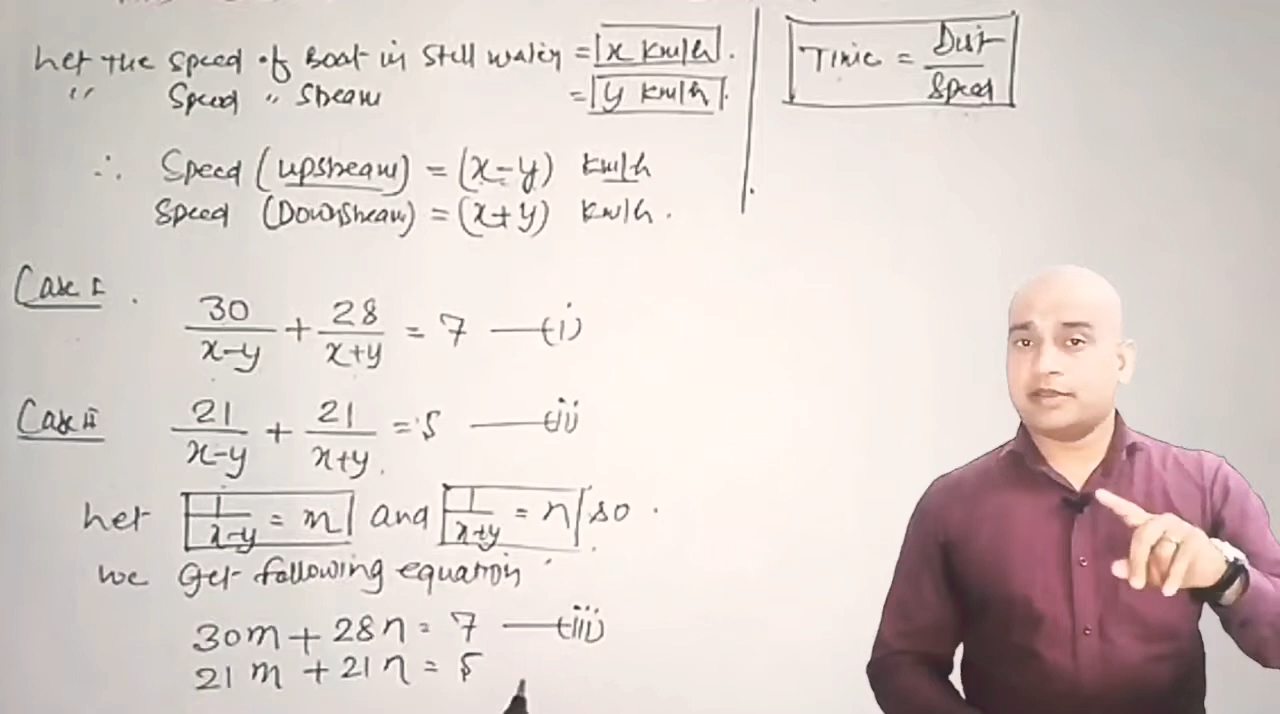 Let the speed of Boat in still water = x km/h.
" Speed " Stream = y km/h.
Time = Dist / Speed
∴ Speed (upstream) = (x-y) km/h
Speed (Downstream) = (x+y) km/h.
Case I.
30/(x-y) + 28/(x+y) = 7 —(i)
Case ii
21/(x-y) + 21/(x+y) = 5 —(ii)
Let 1/(x-y) = m and 1/(x+y) = n so.
we get following equation
30m + 28n = 7 —(iii)
21m + 21n = 5